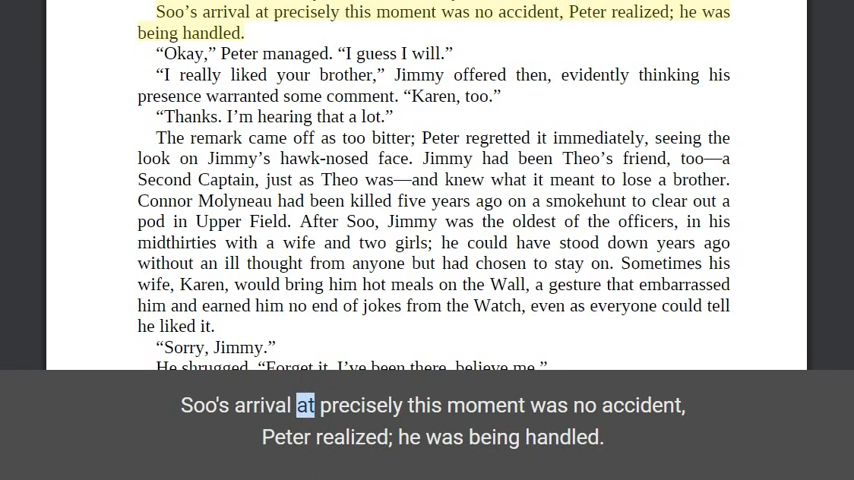 Soo’s arrival at precisely this moment was no accident, Peter realized; he was
being handled.
“Okay,” Peter managed. “I guess I will.”
“I really liked your brother,” Jimmy offered then, evidently thinking his
presence warranted some comment. “Karen, too.”
“Thanks. I’m hearing that a lot.”
The remark came off as too bitter; Peter regretted it immediately, seeing the
look on Jimmy’s hawk-nosed face. Jimmy had been Theo’s friend, too—a
Second Captain, just as Theo was—and knew what it meant to lose a brother.
Connor Molyneau had been killed five years ago on a smokehunt to clear out a
pod in Upper Field. After Soo, Jimmy was the oldest of the officers, in his
midthirties with a wife and two girls; he could have stood down years ago
without an ill thought from anyone but had chosen to stay on. Sometimes his
wife, Karen, would bring him hot meals on the Wall, a gesture that embarrassed
him and earned him no end of jokes from the Watch, even as everyone could tell
he liked it.
“Sorry, Jimmy.”
He shrugged. “Forget it. I’ve been there, believe me.”
Soo's arrival at precisely this moment was no accident,
Peter realized; he was being handled.